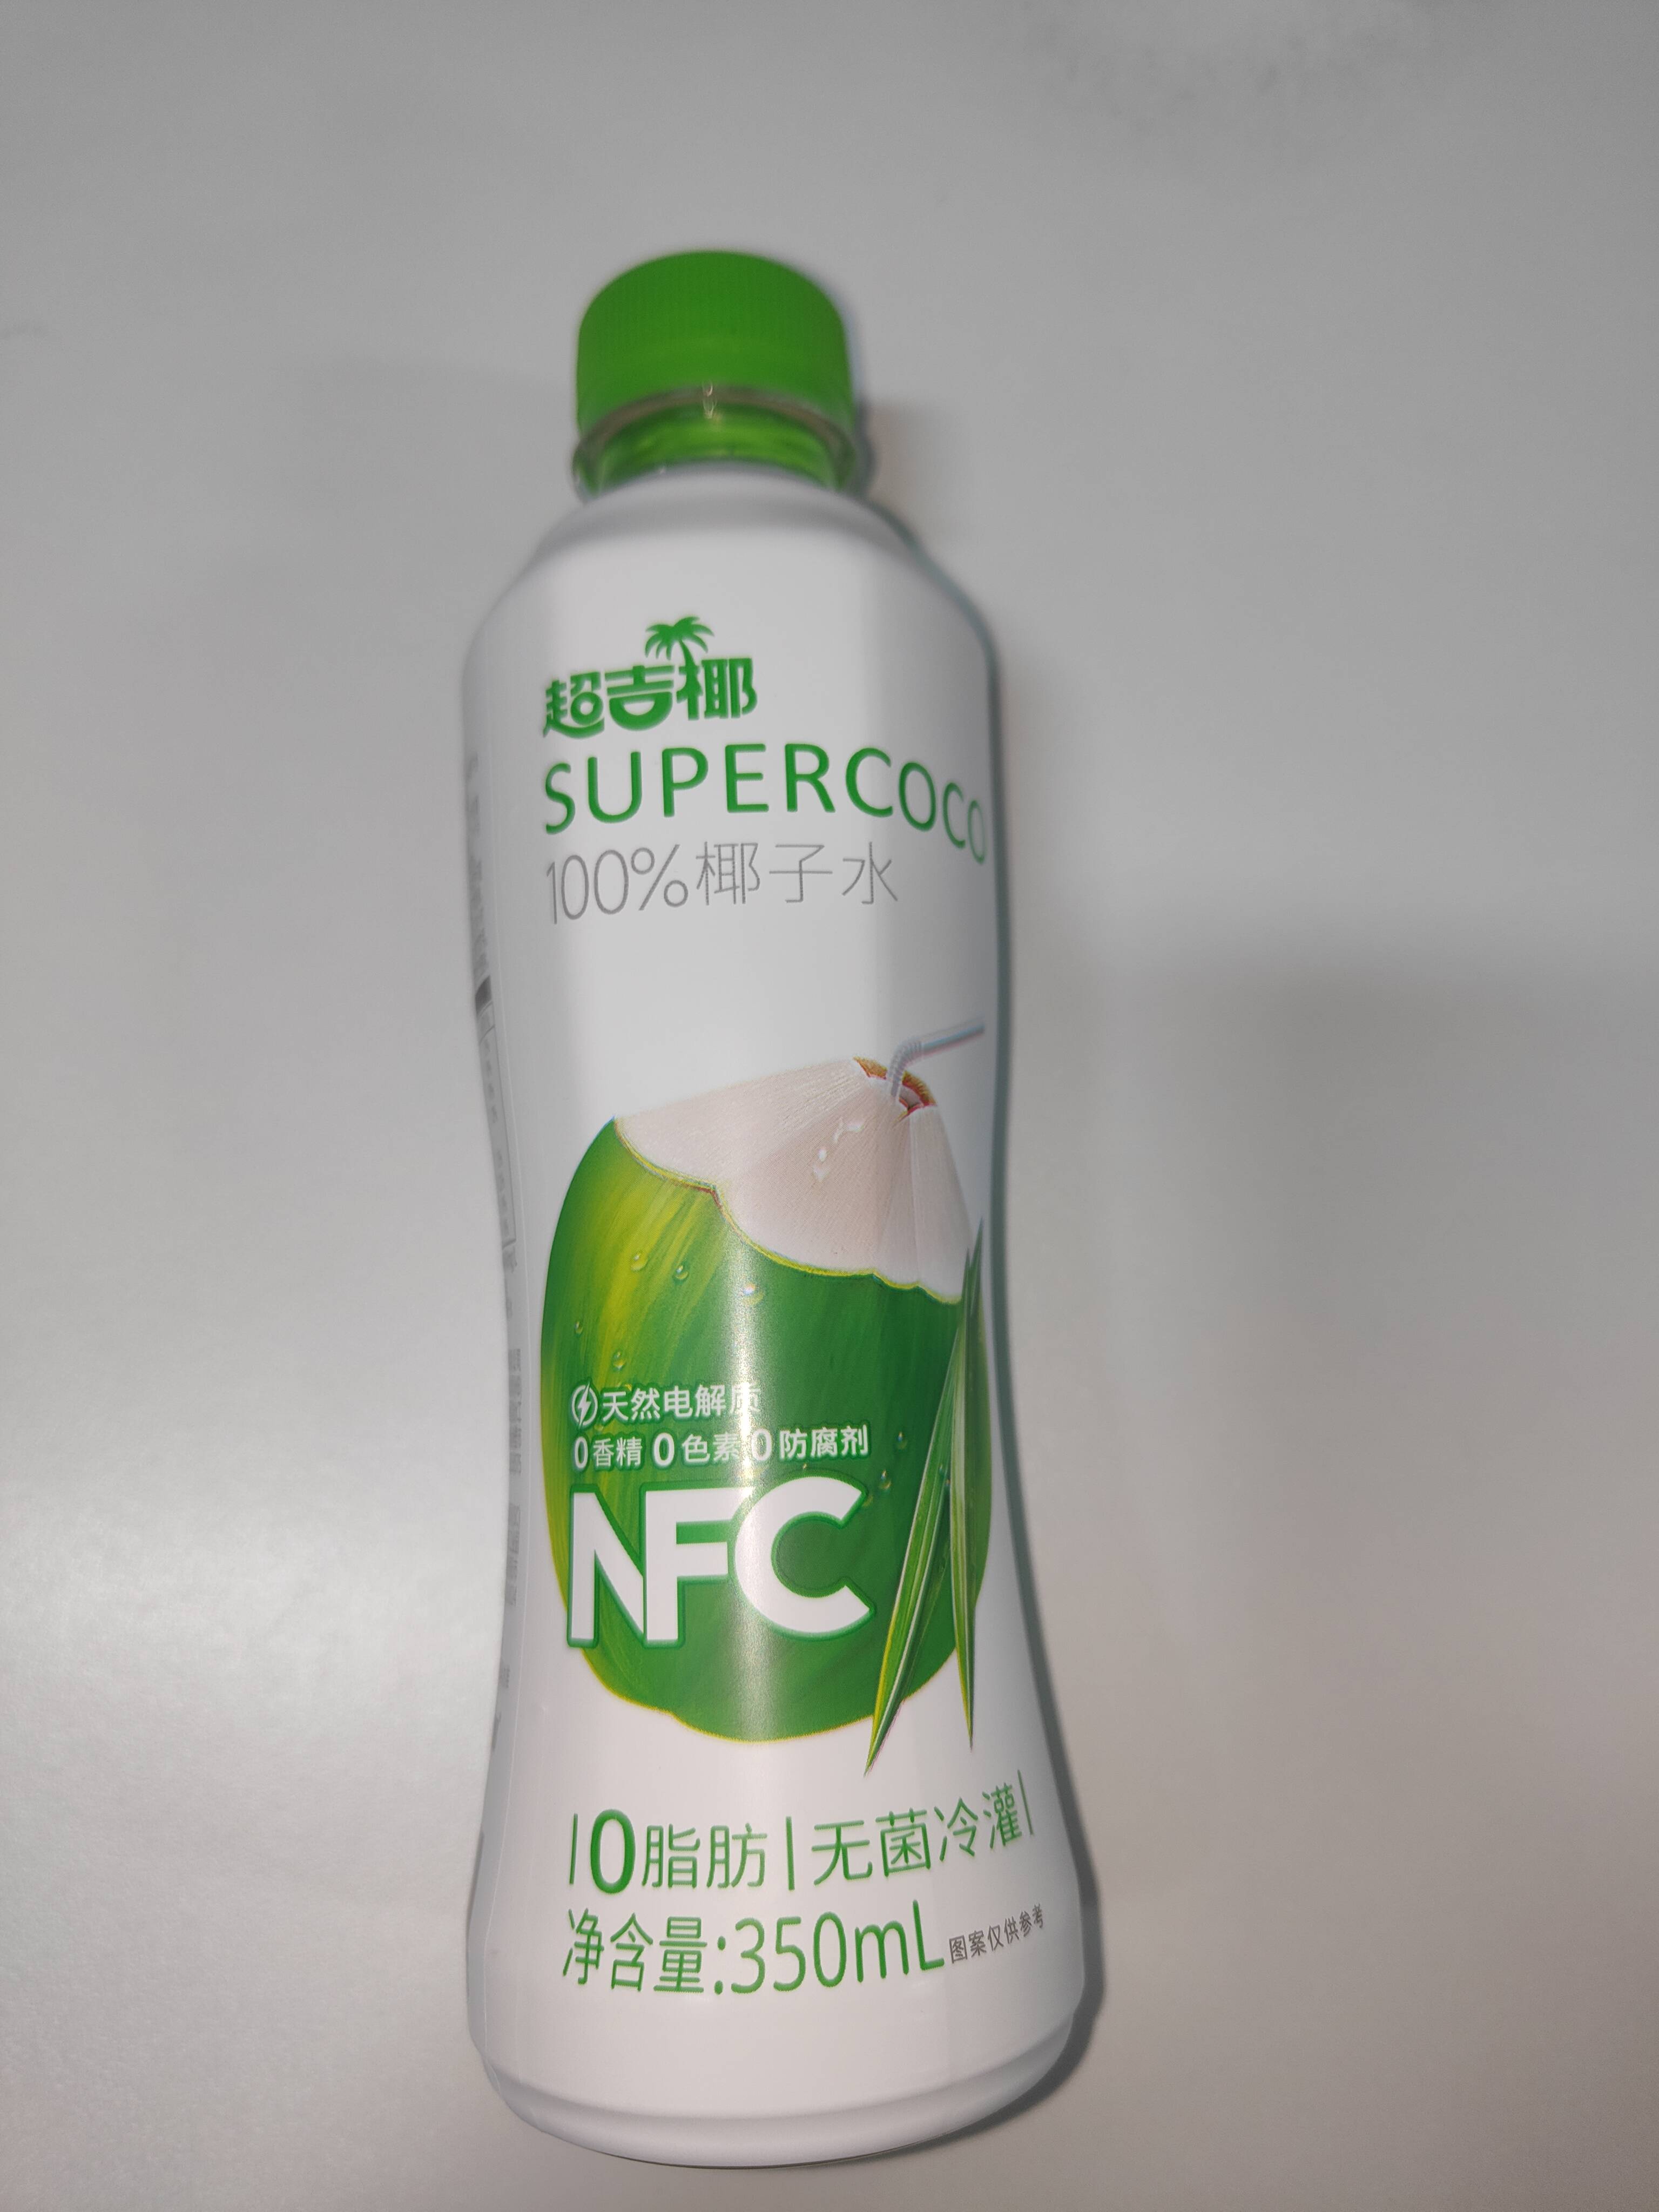 超吉椰
SUPERCOCO
100%椰子水
天然电解质
0香精 0色素 0防腐剂
NFC
|0脂肪|无菌冷灌|
净含量:350mL 图案仅供参考